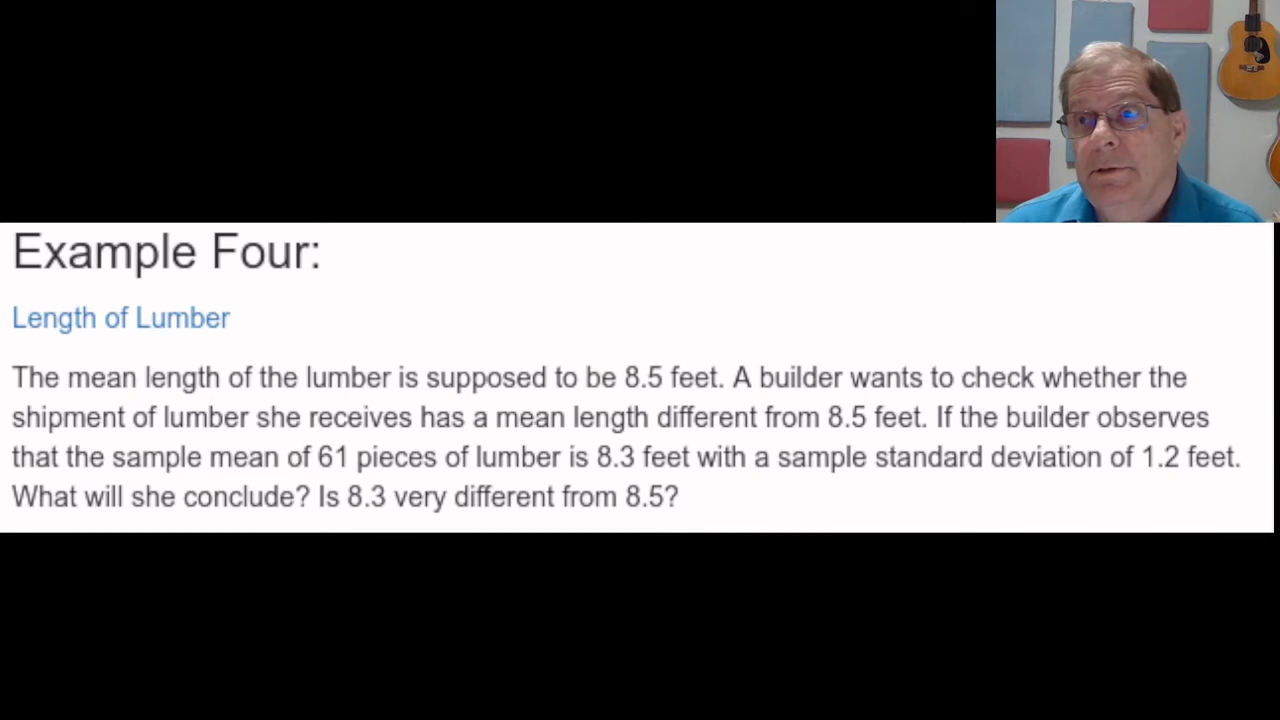 Example Four:
Length of Lumber
The mean length of the lumber is supposed to be 8.5 feet. A builder wants to check whether the
shipment of lumber she receives has a mean length different from 8.5 feet. If the builder observes
that the sample mean of 61 pieces of lumber is 8.3 feet with a sample standard deviation of 1.2 feet.
What will she conclude? Is 8.3 very different from 8.5?